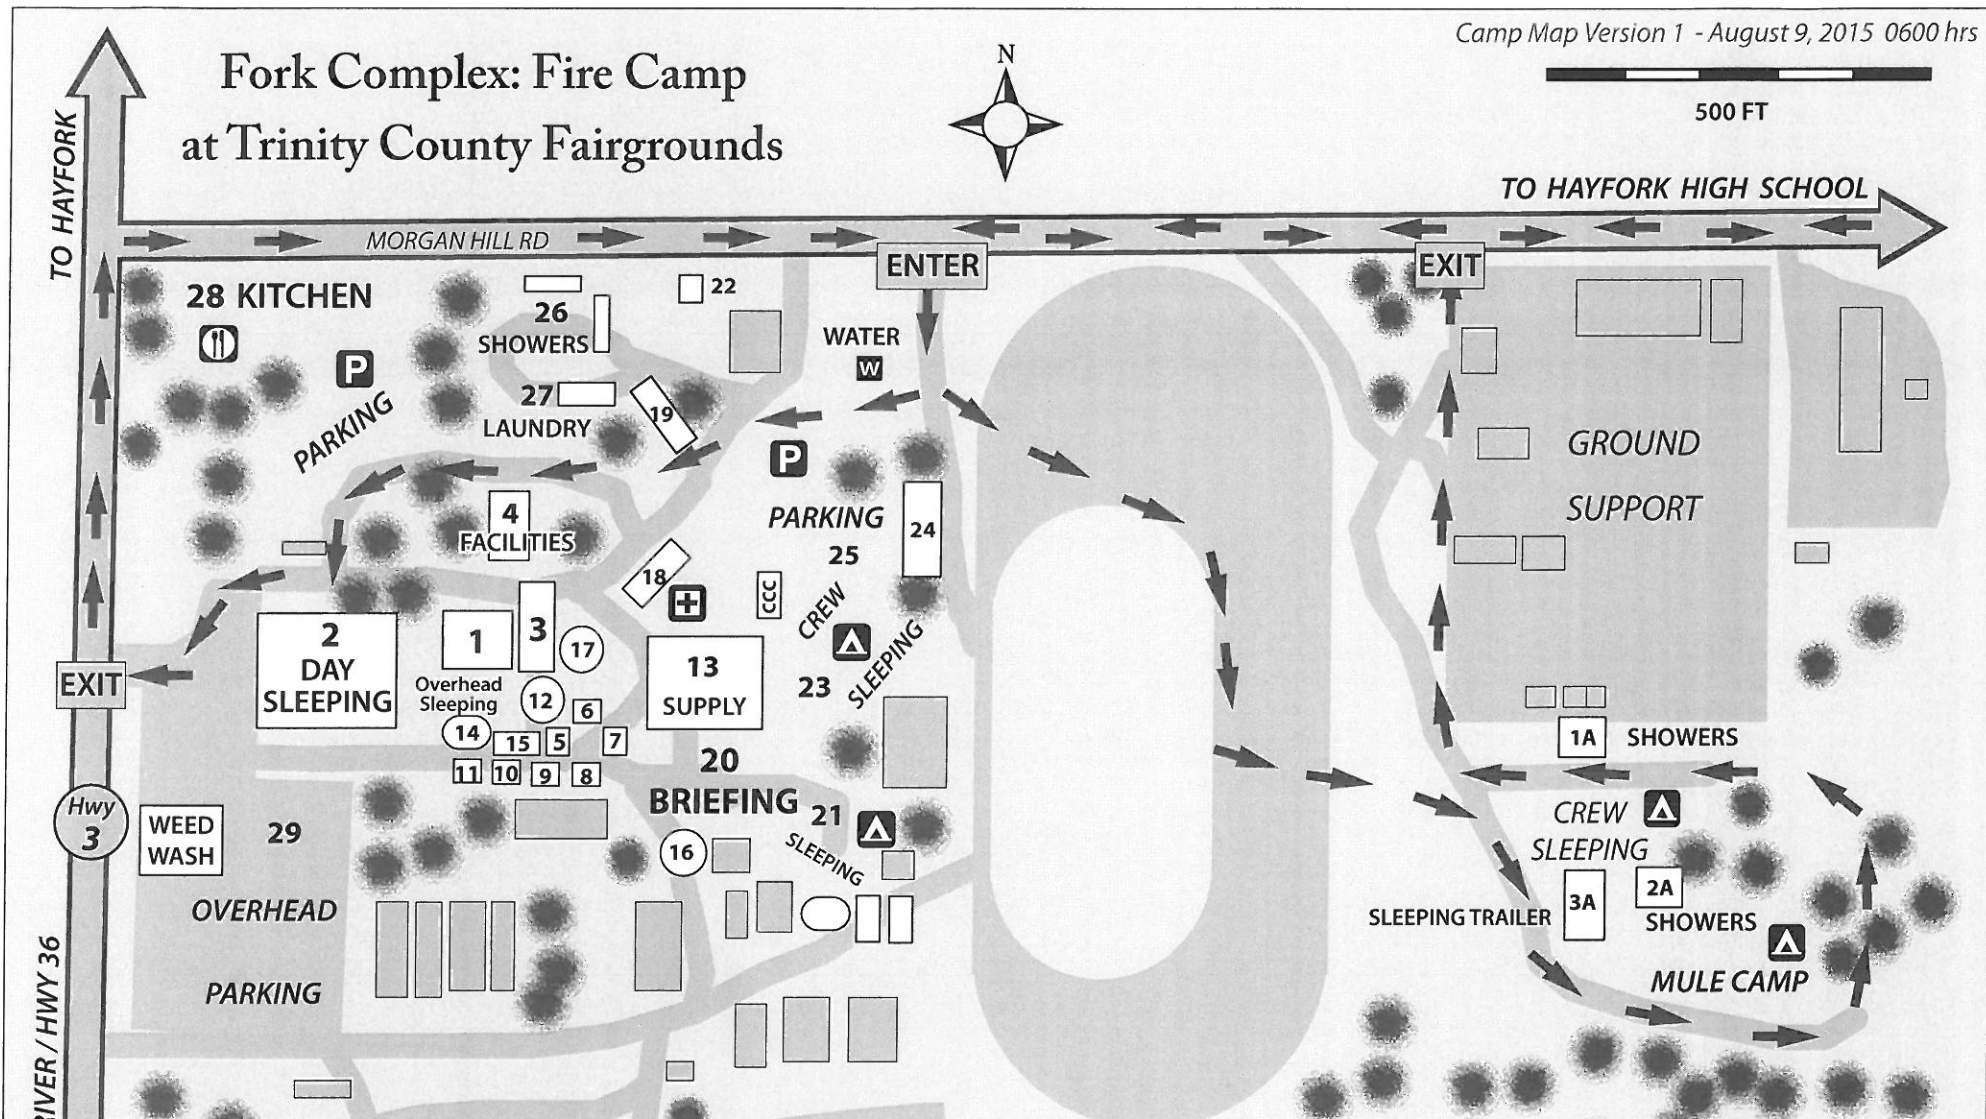 Camp Map Version 1 - August 9, 2015 0600 hrs
Fork Complex: Fire Camp
at Trinity County Fairgrounds
N
500 FT
TO HAYFORK
TO HAYFORK HIGH SCHOOL
MORGAN HILL RD
ENTER
EXIT
28 KITCHEN
P
PARKING
26
SHOWERS
22
27
LAUNDRY
19
WATER
W
P
PARKING
25
24
4
FACILITIES
18
CCC
CREW
SLEEPING
23
GROUND
SUPPORT
2
DAY
SLEEPING
1
3
17
Overhead
Sleeping
12
13
SUPPLY
6
14
15
5
7
11
10
9
8
EXIT
20
BRIEFING
21
SLEEPING
16
1A
SHOWERS
CREW
SLEEPING
2A
3A
SLEEPING TRAILER
SHOWERS
MULE CAMP
Hwy
3
WEED
WASH
29
OVERHEAD
PARKING
RIVER / HWY 36